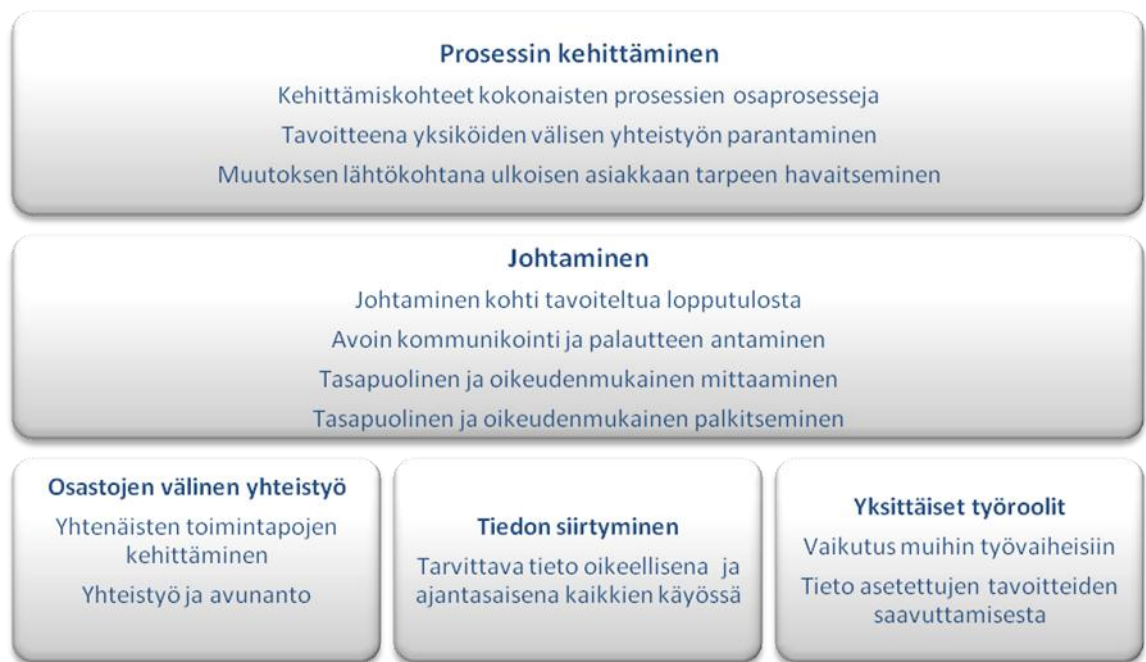 Prosessin kehittäminen
Kehittämiskohteet kokonaisten prosessien osaprosesseja
Tavoitteena yksiköiden välisen yhteistyön parantaminen
Muutoksen lähtökohtana ulkoisen asiakkaan tarpeen havaitseminen
Johtaminen
Johtaminen kohti tavoiteltua lopputulosta
Avoin kommunikointi ja palautteen antaminen
Tasapuolinen ja oikeudenmukainen mittaaminen
Tasapuolinen ja oikeudenmukainen palkitseminen
Osastojen välinen yhteistyö
Yhtenäisten toimintapojen
kehittäminen
Yhteistyö ja avunanto
Tiedon siirtyminen
Tarvittava tieto oikeellisena ja
ajantasaisena kaikkien käyössä
Yksittäiset työroolit
Vaikutus muihin työvaiheisiin
Tieto asetettujen tavoitteiden
saavuttamisesta